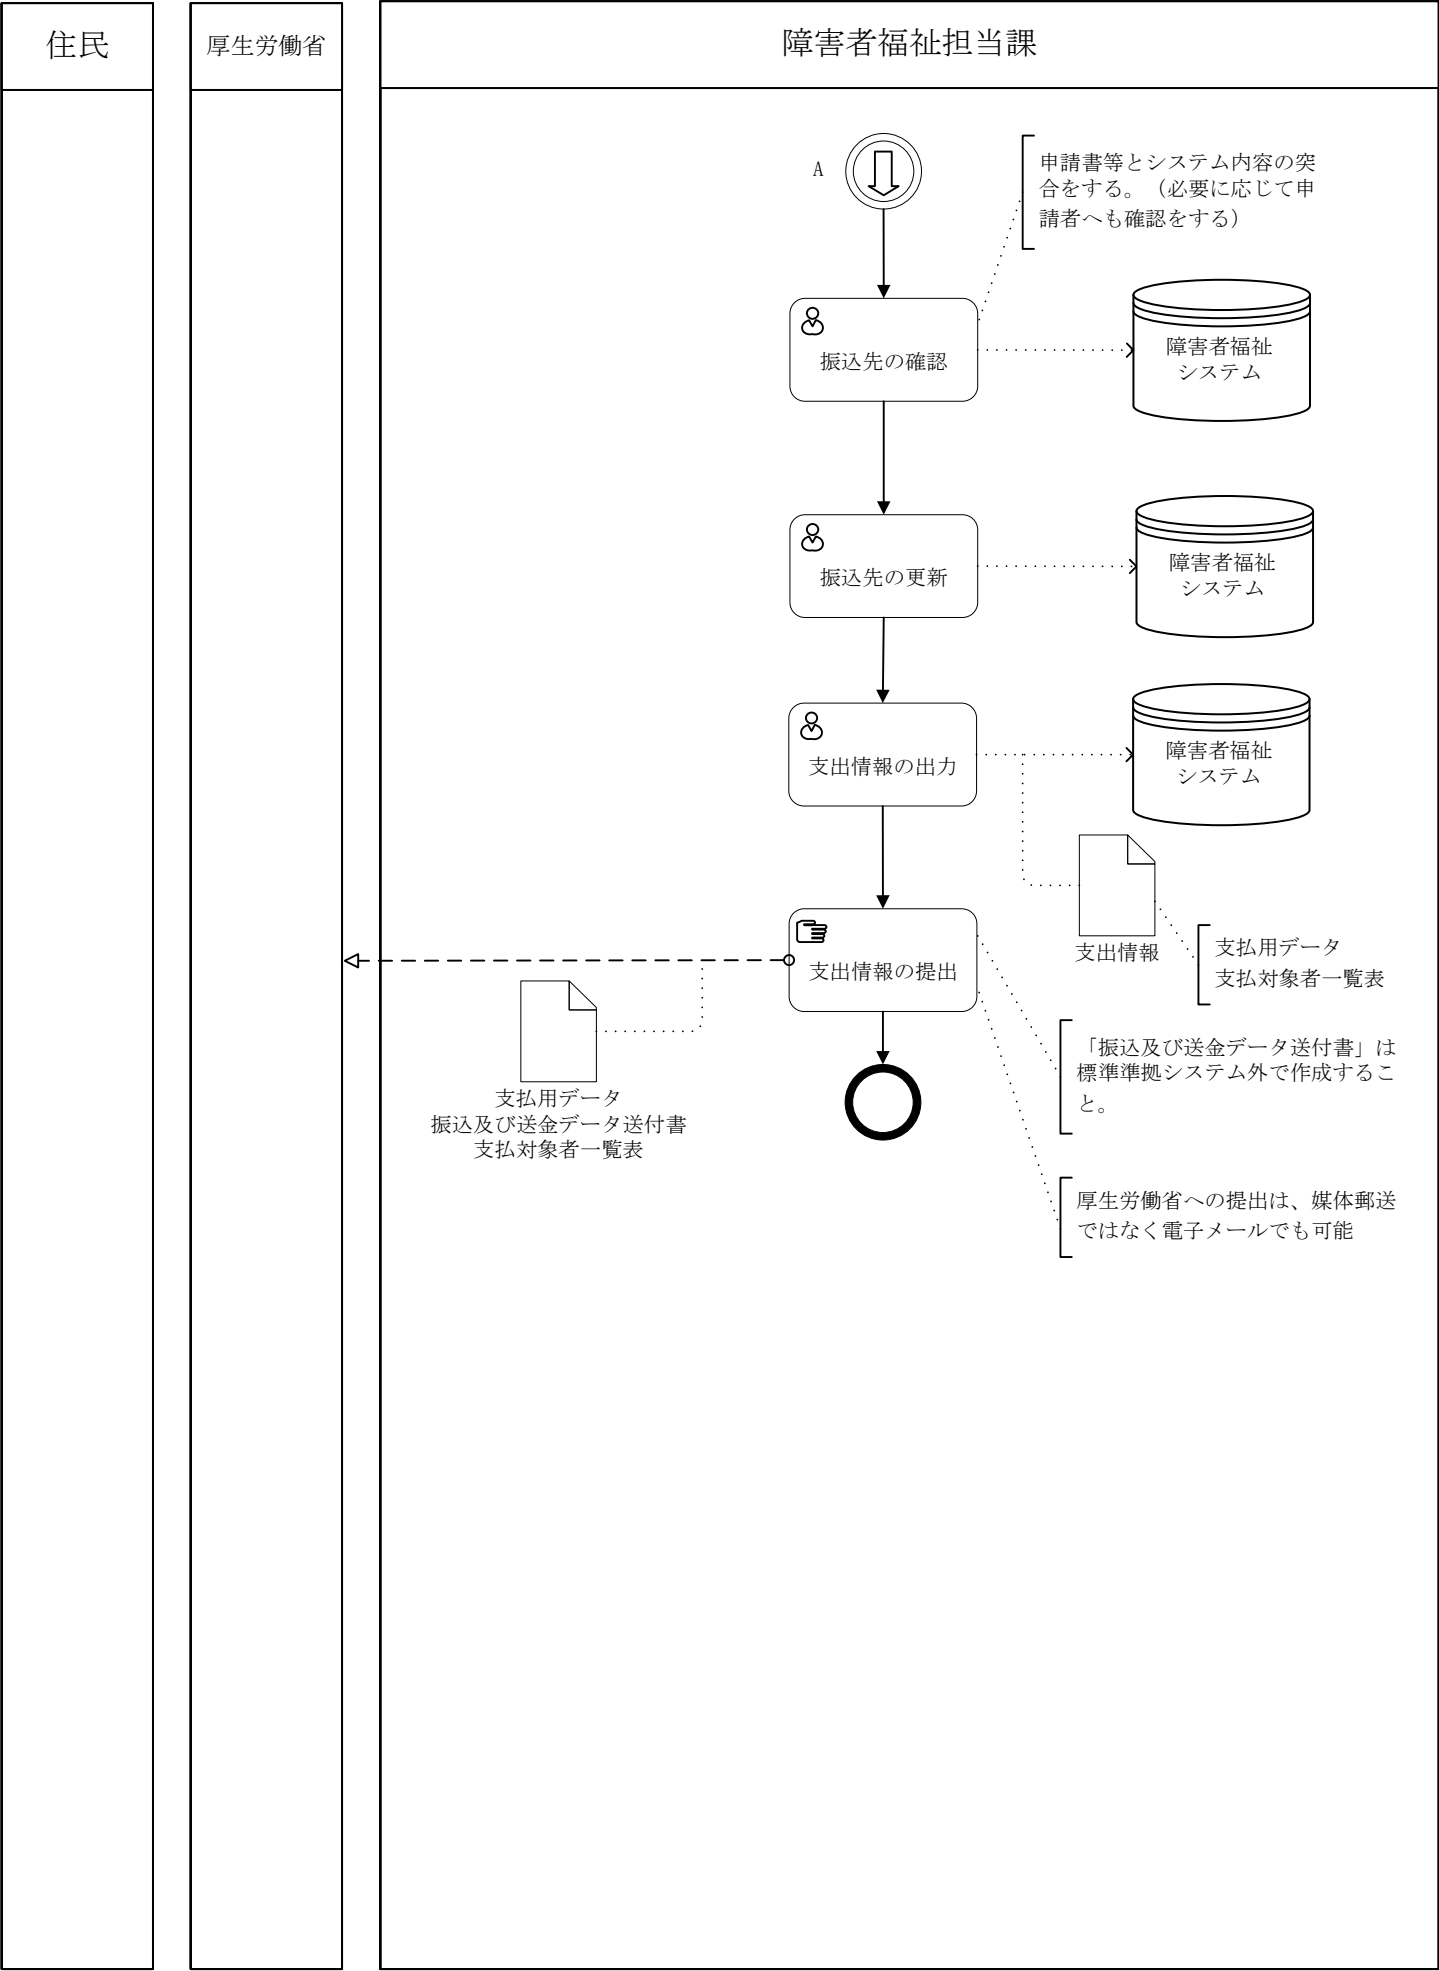 住民
厚生労働省
障害者福祉担当課
A
申請書等とシステム内容の突
合をする。（必要に応じて申
請者へも確認をする）
振込先の確認
障害者福祉
システム
振込先の更新
障害者福祉
システム
支出情報の出力
障害者福祉
システム
支出情報
支払用データ
支払対象者一覧表
支出情報の提出
支払用データ
振込及び送金データ送付書
支払対象者一覧表
「振込及び送金データ送付書」は
標準準拠システム外で作成するこ
と。
厚生労働省への提出は、媒体郵送
ではなく電子メールでも可能